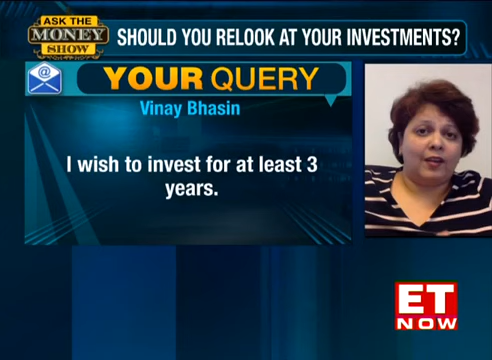 ASK THE
MONEY
SHOW
SHOULD YOU RELOOK AT YOUR INVESTMENTS?
@
YOUR QUERY
Vinay Bhasin
I wish to invest for at least 3
years.
ET
NOW